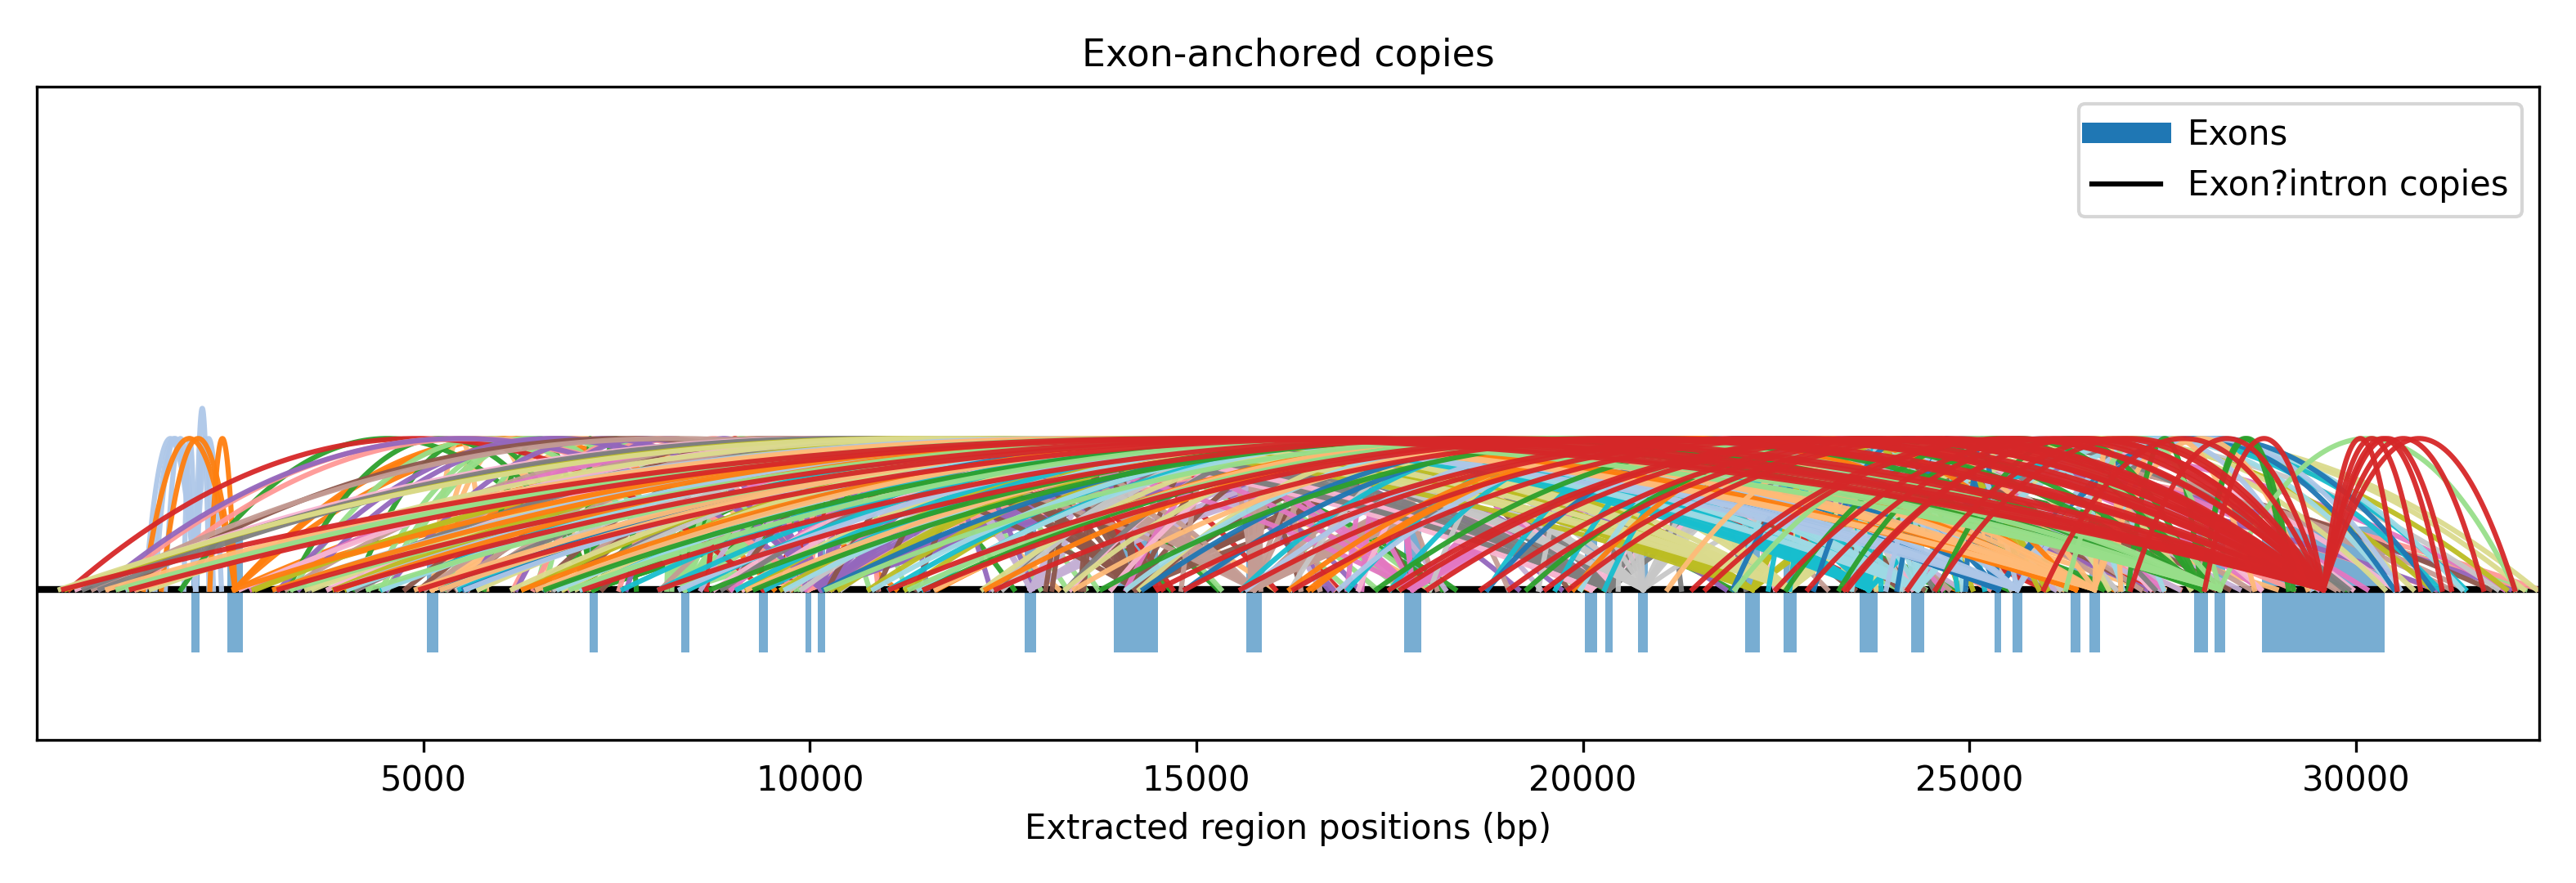 Exon-anchored copies
Exons
Exon?intron copies
5000 10000 15000 20000 25000 30000
Extracted region positions (bp)